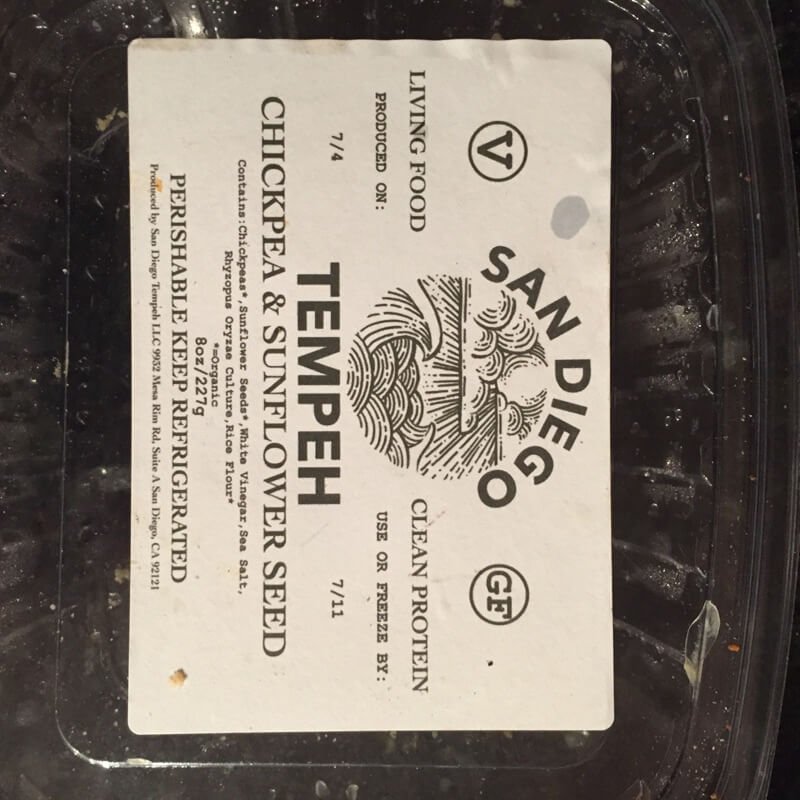 V
SAN DIEGO
GF
LIVING FOOD
CLEAN PROTEIN
PRODUCED ON:
USE OR FREEZE BY:
7/4
7/11
TEMPEH
CHICKPEA & SUNFLOWER SEED
Contains:Chickpeas*,Sunflower Seeds*,White Vinegar,Sea Salt,
Rhyzopus Oryzae Culture,Rice Flour*
*=Organic
8oz/227g
PERISHABLE KEEP REFRIGERATED
Produced by San Diego Tempeh LLC 9932 Mesa Rim Rd, Suite A San Diego, CA 92121